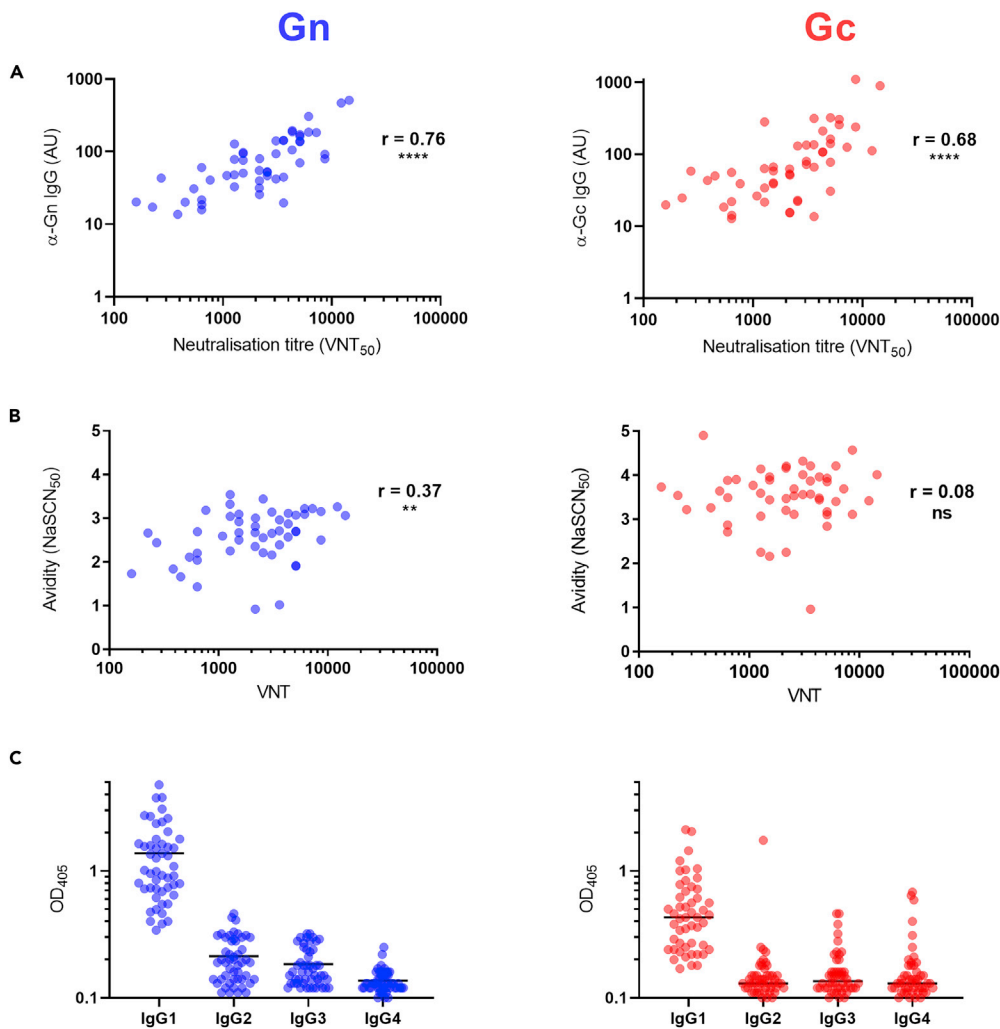 Gn
Gc
A
1000
100
10
1
α-Gn IgG (AU)
r = 0.76
****
100
1000
10000
100000
Neutralisation titre (VNT50)
1000
100
10
1
α-Gc IgG (AU)
r = 0.68
****
100
1000
10000
100000
Neutralisation titre (VNT50)
B
5
4
3
2
1
0
Avidity (NaSCN50)
r = 0.37
**
100
1000
10000
100000
VNT
5
4
3
2
1
0
Avidity (NaSCN50)
r = 0.08
ns
100
1000
10000
100000
VNT
C
1
0.1
OD405
IgG1
IgG2
IgG3
IgG4
1
0.1
OD405
IgG1
IgG2
IgG3
IgG4